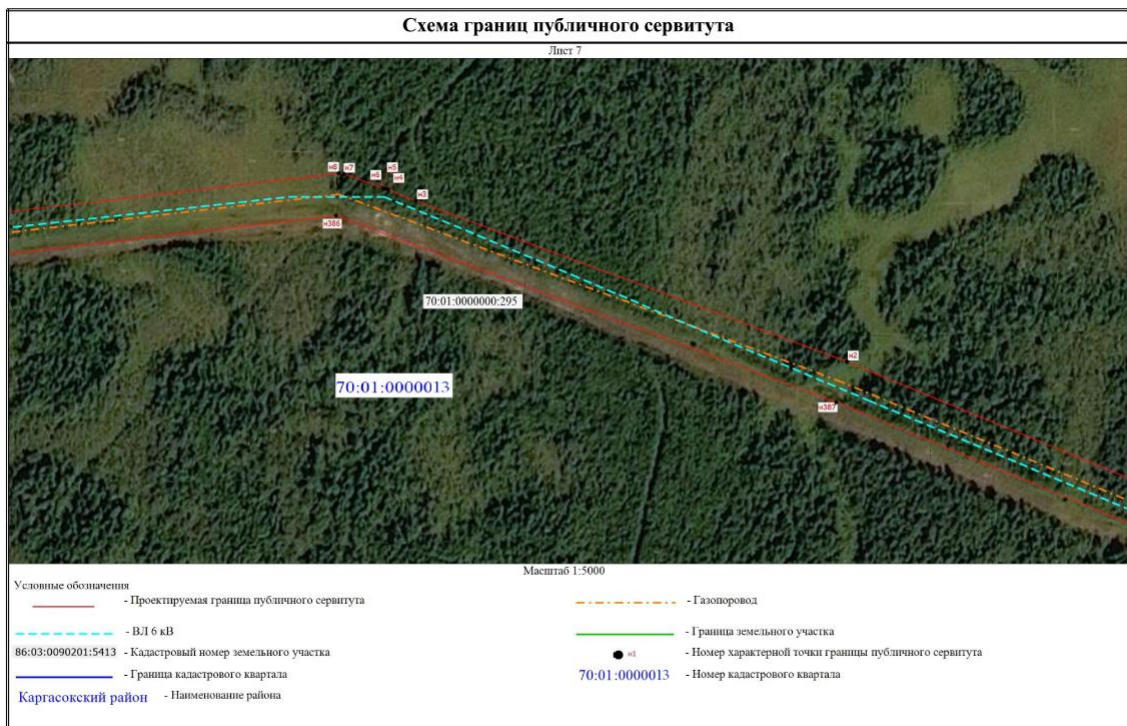 Схема границ публичного сервитута
Лист 7
н8 н7 н6 н5
н4
н3
н386
70:01:0000000:295
н2
70:01:0000013
н387
Масштаб 1:5000
Условные обозначения
- Проектируемая граница публичного сервитута
- Газопоровод
- ВЛ 6 кВ
- Граница земельного участка
86:03:0090201:5413 - Кадастровый номер земельного участка
н1 - Номер характерной точки границы публичного сервитута
- Граница кадастрового квартала
70:01:0000013 - Номер кадастрового квартала
Каргасокский район - Наименование района